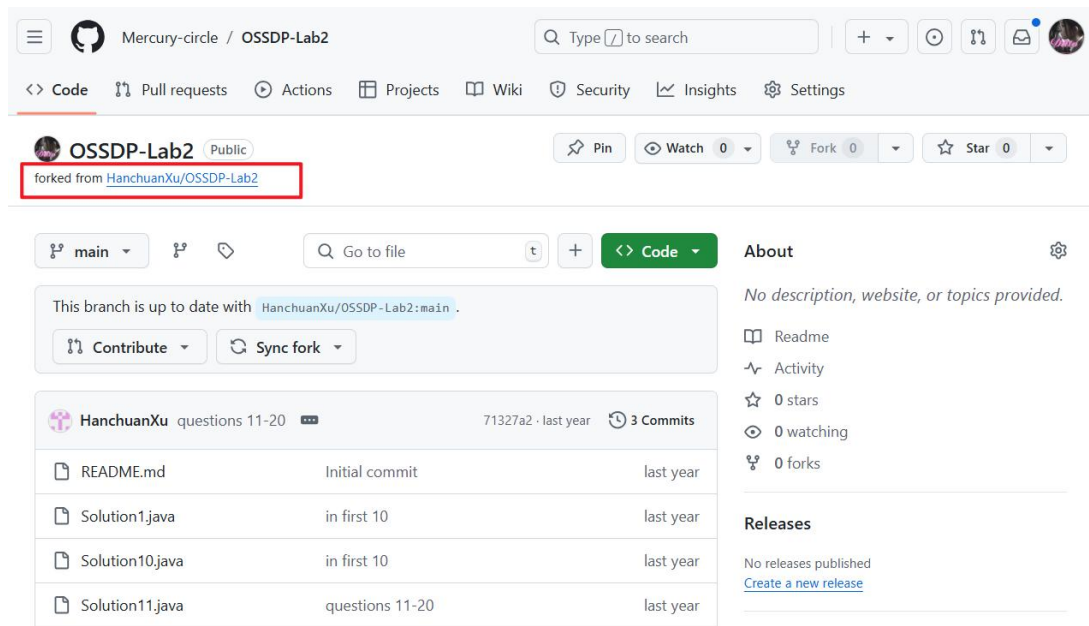 Mercury-circle / OSSDP-Lab2
Type / to search
Code Pull requests Actions Projects Wiki Security Insights Settings
OSSDP-Lab2 Public
Pin Watch 0 Fork 0 Star 0
forked from HanchuanXu/OSSDP-Lab2
main
Go to file t
Code
This branch is up to date with HanchuanXu/OSSDP-Lab2:main .
Contribute Sync fork
HanchuanXu questions 11-20 71327a2 · last year 3 Commits
README.md Initial commit last year
Solution1.java in first 10 last year
Solution10.java in first 10 last year
Solution11.java questions 11-20 last year
About
No description, website, or topics provided.
Readme
Activity
0 stars
0 watching
0 forks
Releases
No releases published
Create a new release